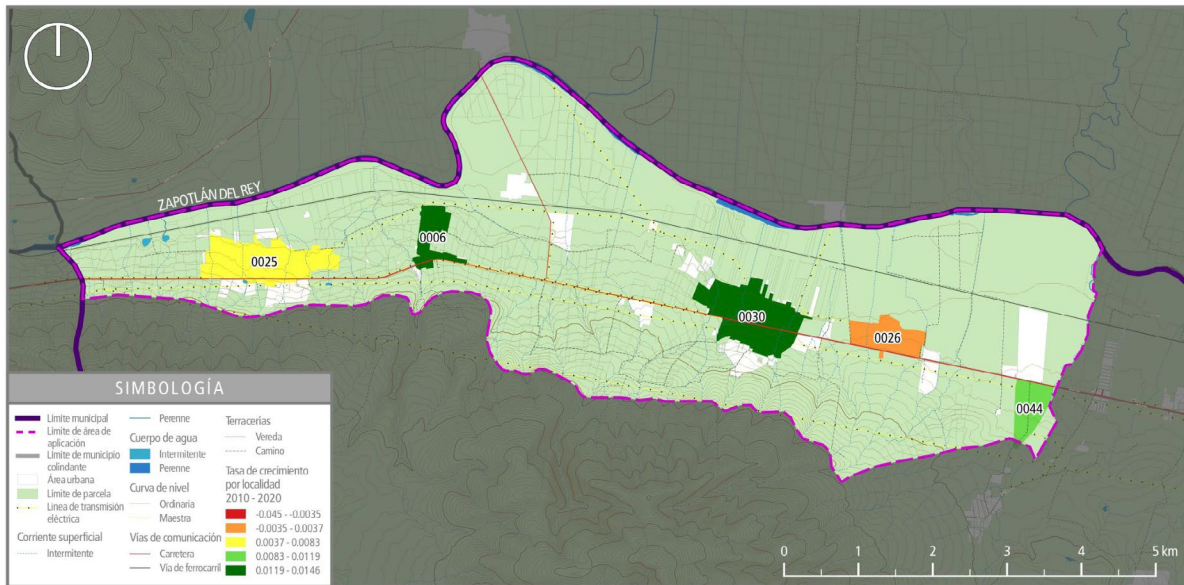 ZAPOTLÁN DEL REY
0025
0006
0030
0026
0044
SIMBOLOGÍA
Límite municipal
Límite de área de
aplicación
Límite de municipio
colindante
Área urbana
Límite de parcela
Línea de transmisión
eléctrica
Corriente superficial
Intermitente
Perenne
Cuerpo de agua
Intermitente
Perenne
Curva de nivel
Ordinaria
Maestra
Vías de comunicación
Carretera
Vía de ferrocarril
Terracerías
Vereda
Camino
Tasa de crecimiento
por localidad
2010 - 2020
-0.045 - -0.0035
-0.0035 - 0.0037
0.0037 - 0.0083
0.0083 - 0.0119
0.0119 - 0.0146
0 1 2 3 4 5 km